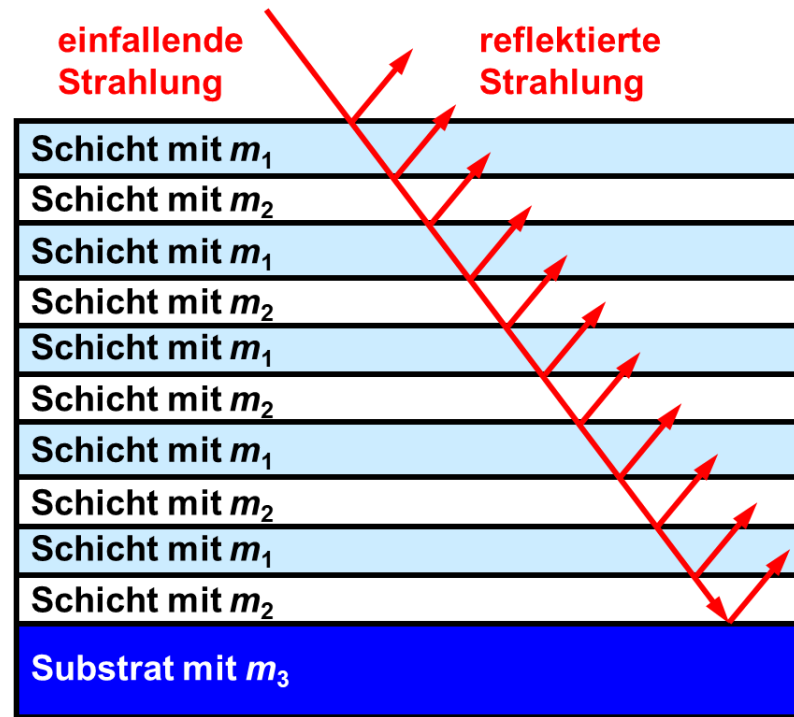 einfallende
Strahlung
reflektierte
Strahlung
Schicht mit m₁
Schicht mit m₂
Schicht mit m₁
Schicht mit m₂
Schicht mit m₁
Schicht mit m₂
Schicht mit m₁
Schicht mit m₂
Schicht mit m₁
Schicht mit m₂
Substrat mit m₃